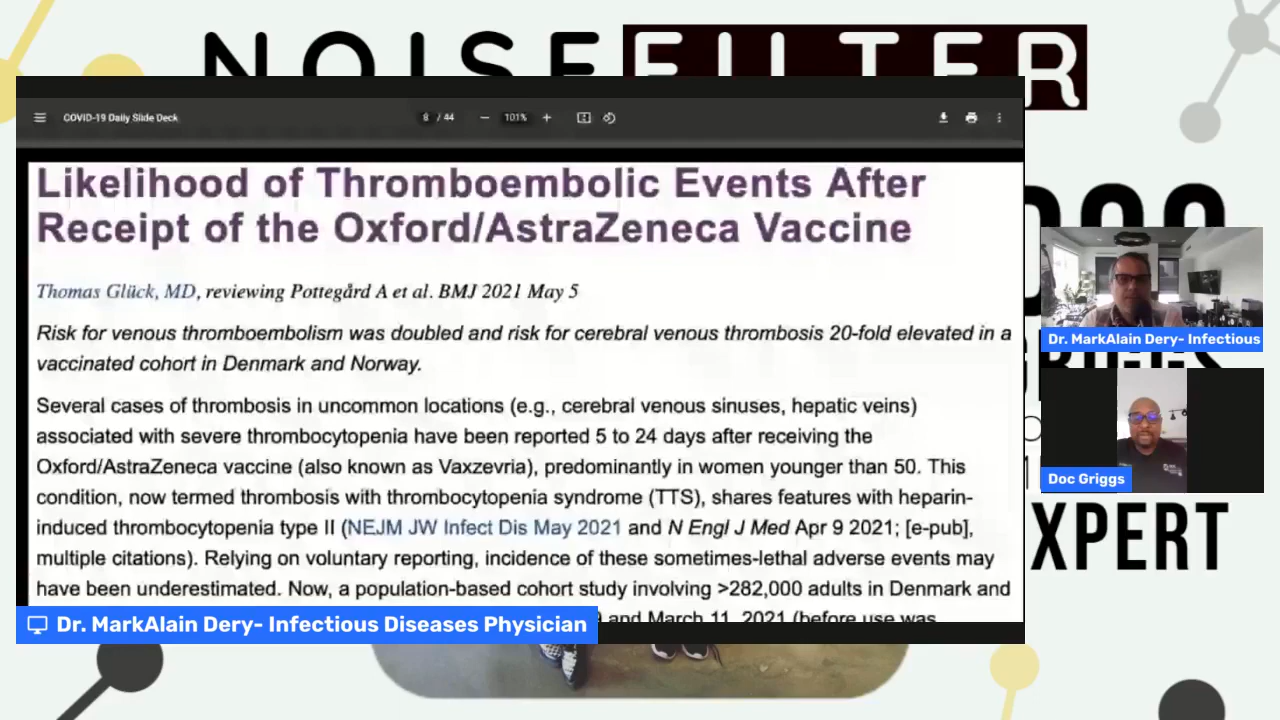 NOISEFILTER
COVID-19 Daily Slide Deck
8 / 44
101%
Likelihood of Thromboembolic Events After
Receipt of the Oxford/AstraZeneca Vaccine
Thomas Glück, MD, reviewing Pottegård A et al. BMJ 2021 May 5
Risk for venous thromboembolism was doubled and risk for cerebral venous thrombosis 20-fold elevated in a
vaccinated cohort in Denmark and Norway.
Several cases of thrombosis in uncommon locations (e.g., cerebral venous sinuses, hepatic veins)
associated with severe thrombocytopenia have been reported 5 to 24 days after receiving the
Oxford/AstraZeneca vaccine (also known as Vaxzevria), predominantly in women younger than 50. This
condition, now termed thrombosis with thrombocytopenia syndrome (TTS), shares features with heparin-
induced thrombocytopenia type II (NEJM JW Infect Dis May 2021 and N Engl J Med Apr 9 2021; [e-pub],
multiple citations). Relying on voluntary reporting, incidence of these sometimes-lethal adverse events may
have been underestimated. Now, a population-based cohort study involving >282,000 adults in Denmark and
and March 11, 2021 (before use was
Dr. MarkAlain Dery- Infectious Diseases Physician
Dr. MarkAlain Dery- Infectious
Doc Griggs
XPERT